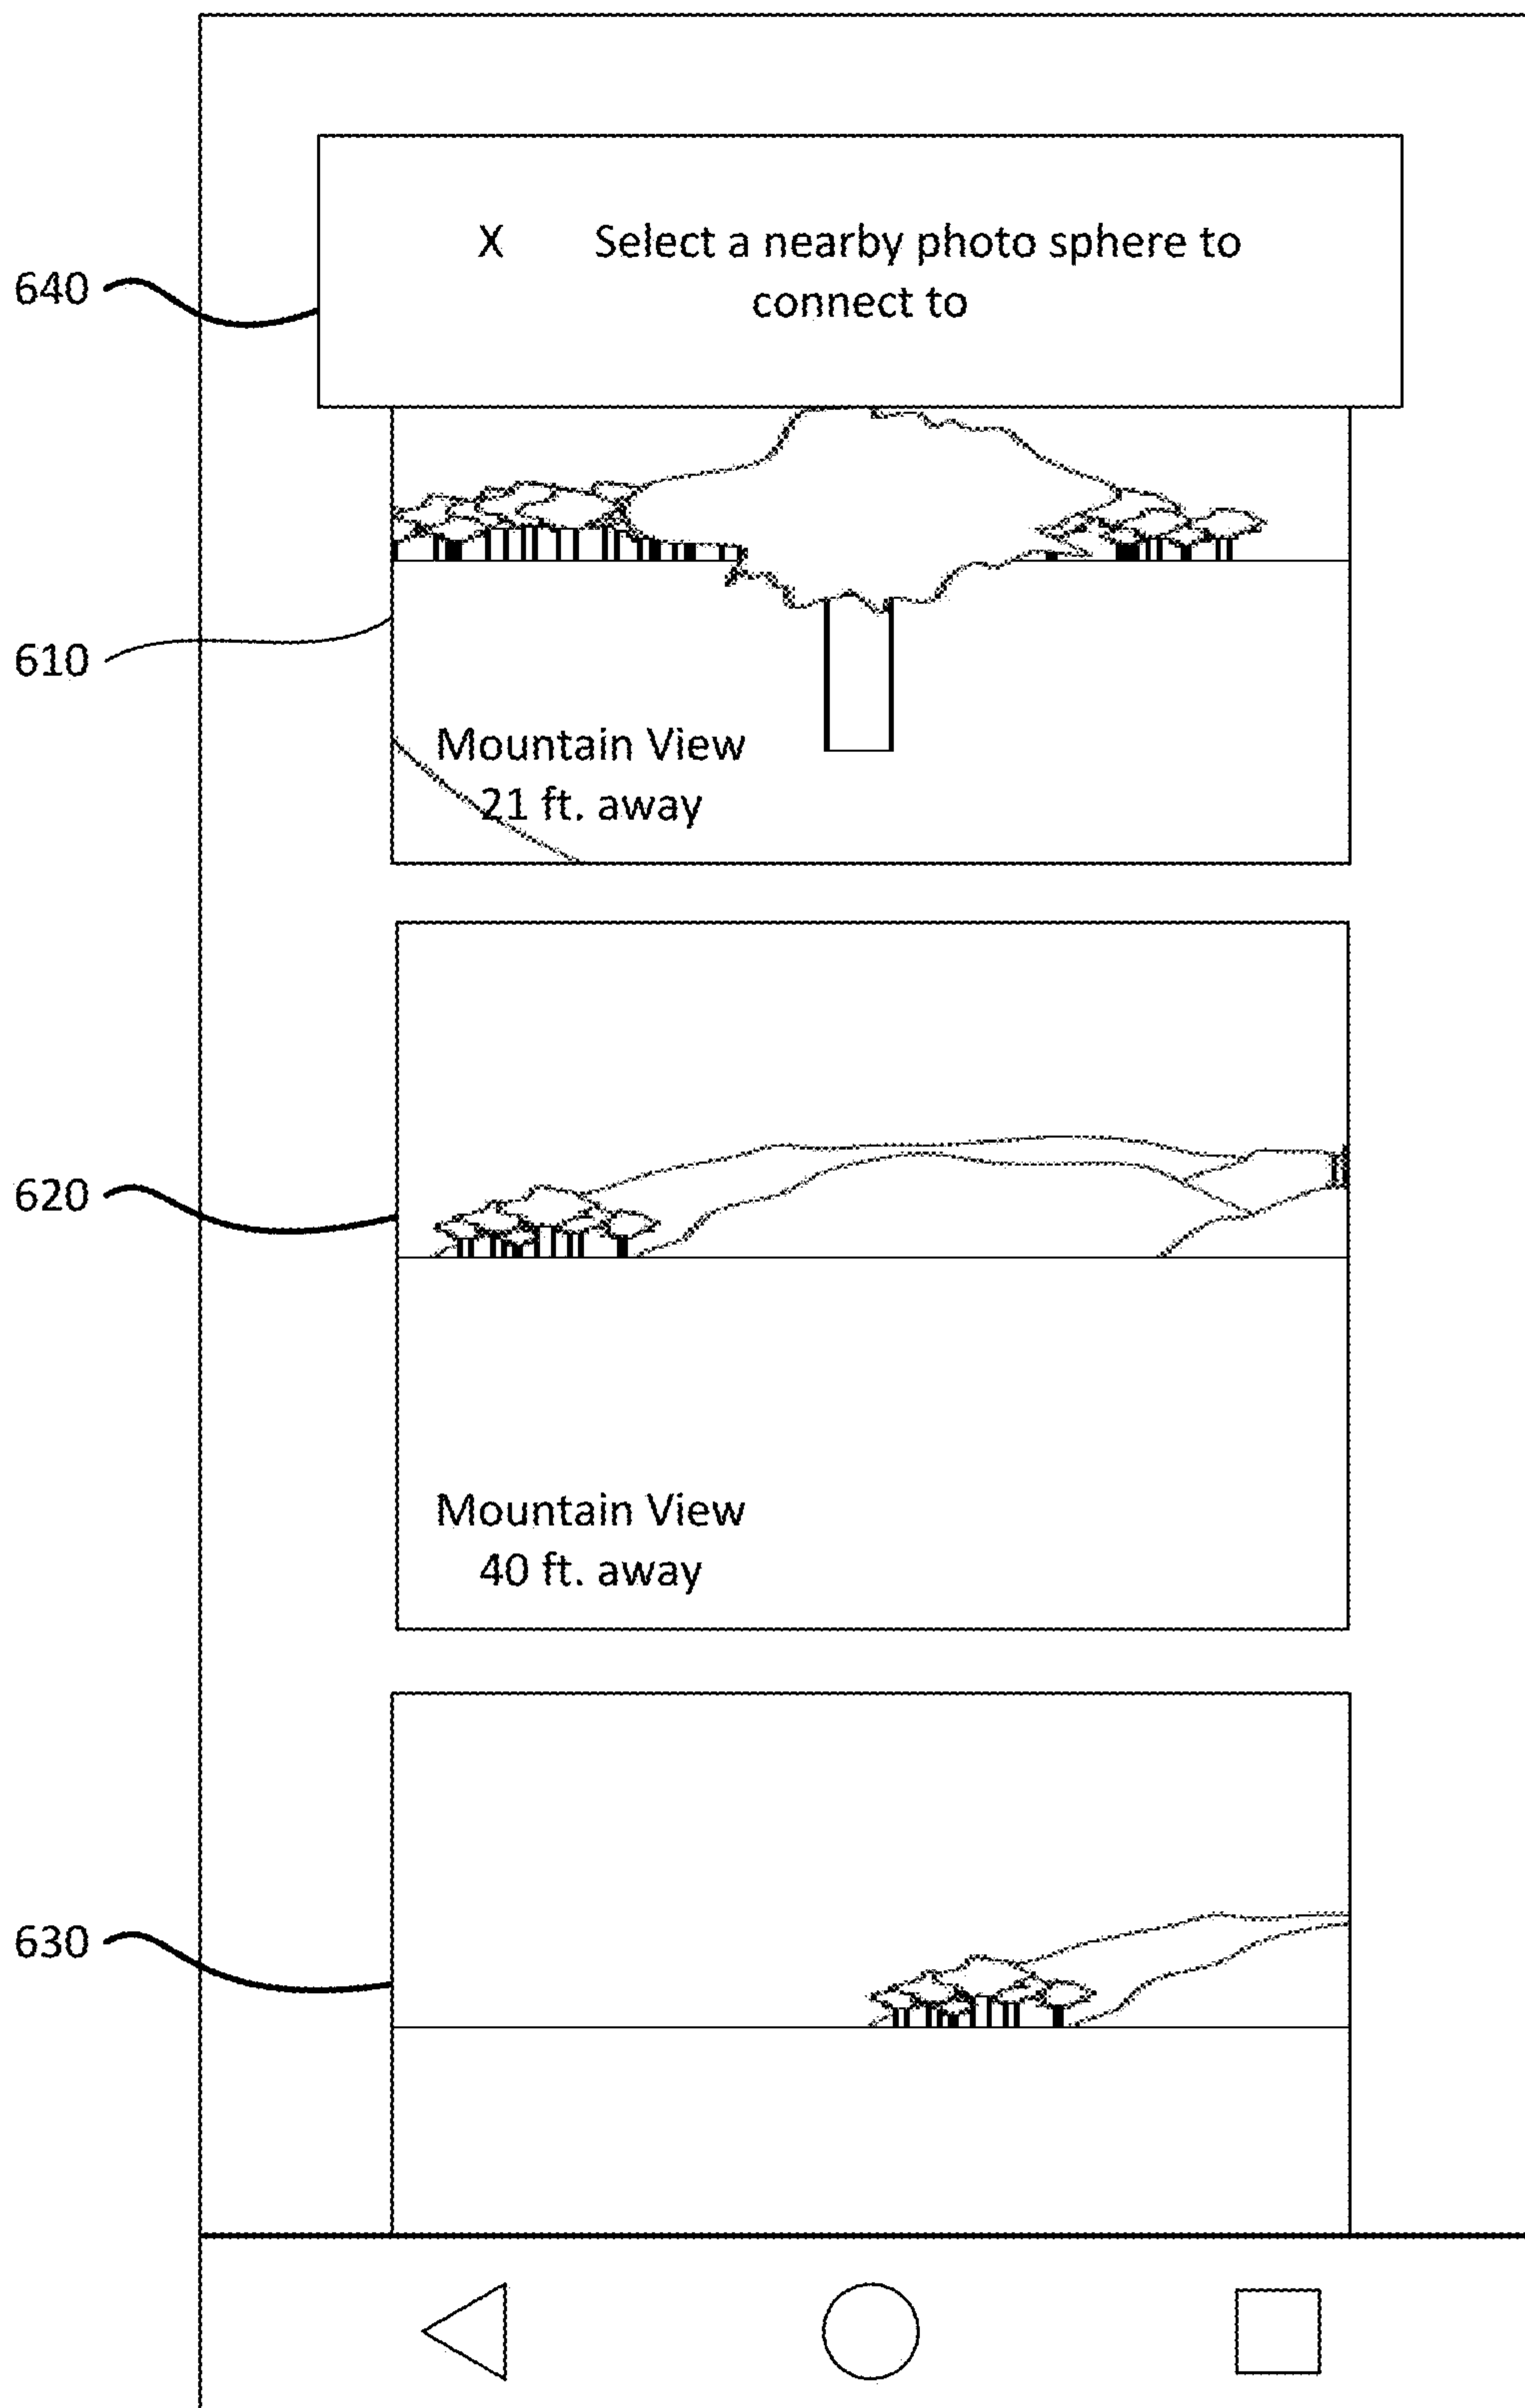 X Select a nearby photo sphere to
connect to
640
610
Mountain View
21 ft. away
620
Mountain View
40 ft. away
630